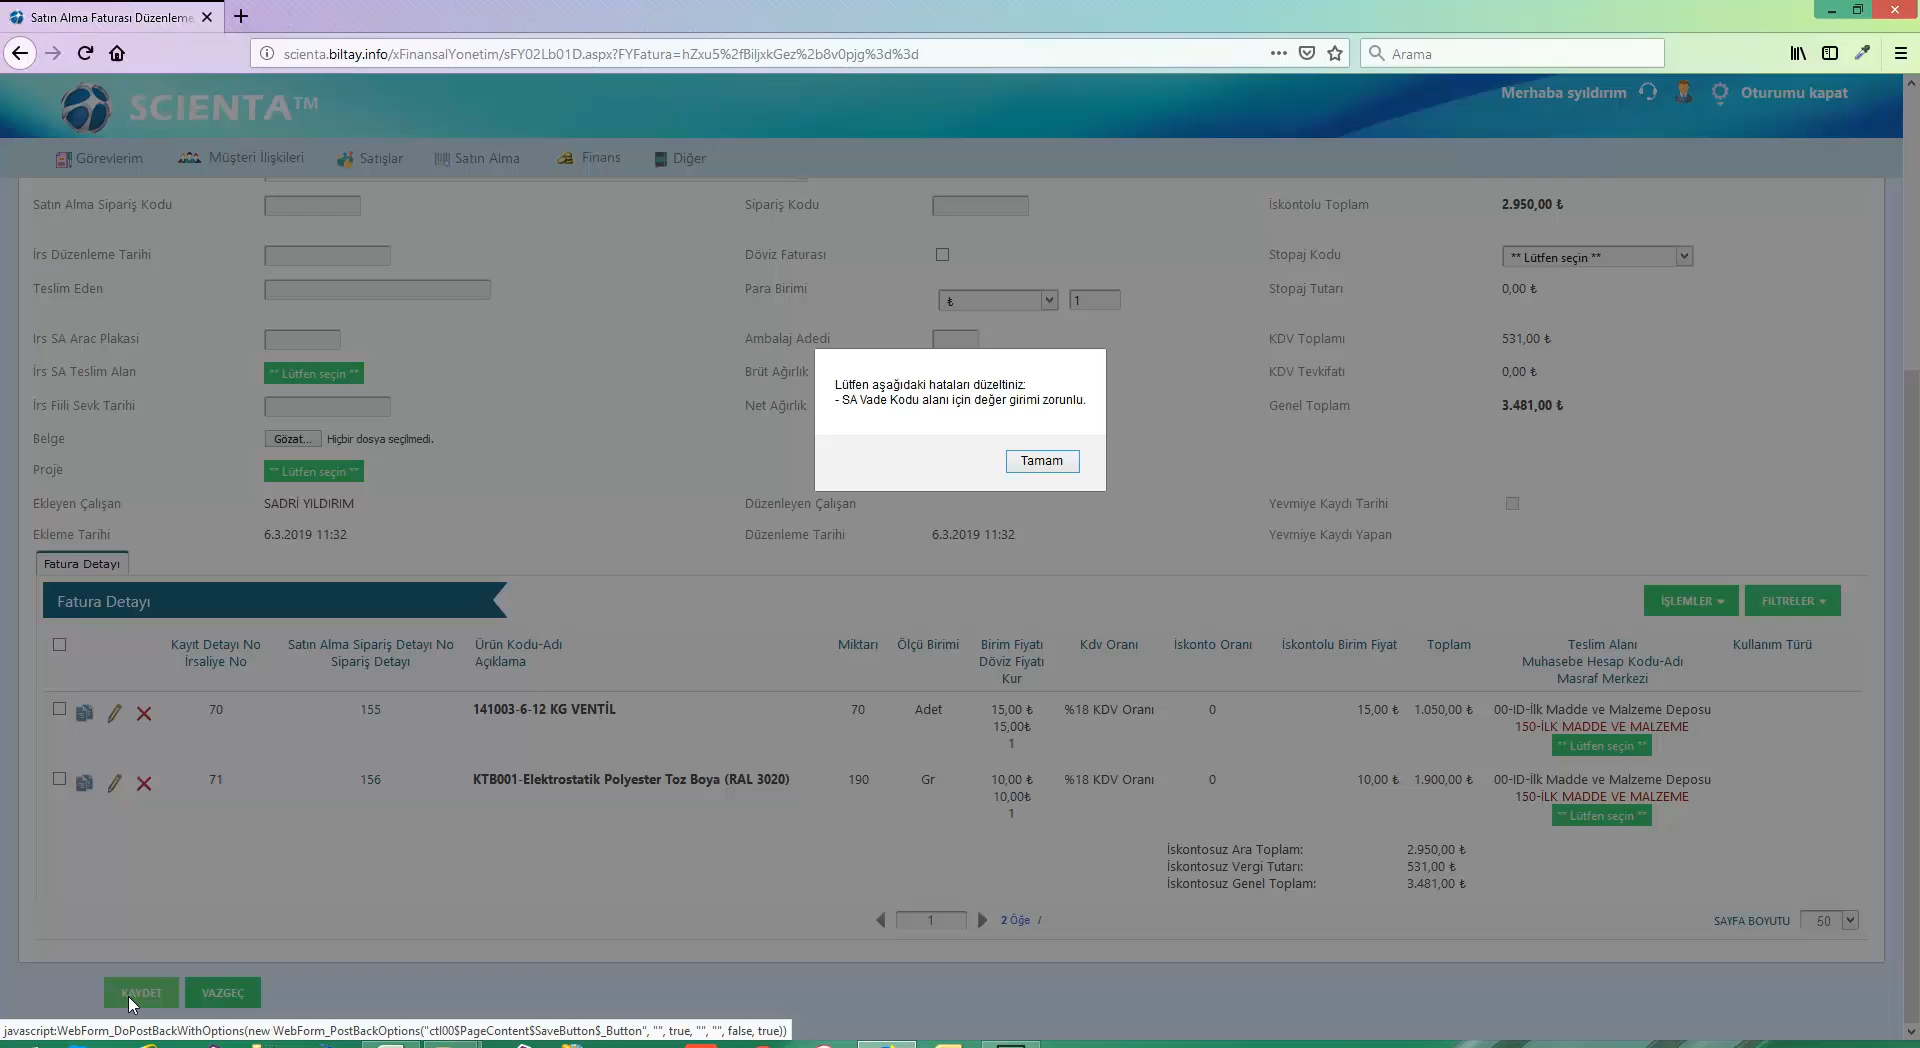 Satın Alma Faturası Düzenleme
scienta.biltay.info/xFinansalYonetim/sFY02Lb01D.aspx?FYFatura=hZxu5%2fBiljxkGez%2b8v0pjg%3d%3d
Arama
SCIENTA™
Merhaba syıldırım
Oturumu kapat
Görevlerim
Müşteri İlişkileri
Satışlar
Satın Alma
Finans
Diğer
Satın Alma Sipariş Kodu
Sipariş Kodu
İskontolu Toplam
2.950,00 ₺
İrs Düzenleme Tarihi
Döviz Faturası
Stopaj Kodu
** Lütfen seçin **
Teslim Eden
Para Birimi
₺
1
Stopaj Tutarı
0,00 ₺
Irs SA Arac Plakasi
Ambalaj Adedi
KDV Toplamı
531,00 ₺
İrs SA Teslim Alan
** Lütfen seçin **
Brüt Ağırlık
KDV Tevkifatı
0,00 ₺
İrs Fiili Sevk Tarihi
Net Ağırlık
Genel Toplam
3.481,00 ₺
Lütfen aşağıdaki hataları düzeltiniz:
- SA Vade Kodu alanı için değer girimi zorunlu.
Tamam
Belge
Gözat...
Hiçbir dosya seçilmedi.
Proje
** Lütfen seçin **
Ekleyen Çalışan
SADRİ YILDIRIM
Düzenleyen Çalışan
Yevmiye Kaydı Tarihi
Ekleme Tarihi
6.3.2019 11:32
Düzenleme Tarihi
6.3.2019 11:32
Yevmiye Kaydı Yapan
Fatura Detayı
Fatura Detayı
İŞLEMLER
FILTRELER
Kayıt Detayı No
İrsaliye No
Satın Alma Sipariş Detayı No
Sipariş Detayı
Ürün Kodu-Adı
Açıklama
Miktarı
Ölçü Birimi
Birim Fiyatı
Döviz Fiyatı
Kur
Kdv Oranı
İskonto Oranı
İskontolu Birim Fiyat
Toplam
Teslim Alanı
Muhasebe Hesap Kodu-Adı
Masraf Merkezi
Kullanım Türü
70
155
141003-6-12 KG VENTİL
70
Adet
15,00 ₺
15,00₺
1
%18 KDV Oranı
0
15,00 ₺
1.050,00 ₺
00-ID-İlk Madde ve Malzeme Deposu
150-İLK MADDE VE MALZEME
** Lütfen seçin **
71
156
KTB001-Elektrostatik Polyester Toz Boya (RAL 3020)
190
Gr
10,00 ₺
10,00₺
1
%18 KDV Oranı
0
10,00 ₺
1.900,00 ₺
00-ID-İlk Madde ve Malzeme Deposu
150-İLK MADDE VE MALZEME
** Lütfen seçin **
İskontosuz Ara Toplam:
2.950,00 ₺
İskontosuz Vergi Tutarı:
531,00 ₺
İskontosuz Genel Toplam:
3.481,00 ₺
1
2 Öğe /
SAYFA BOYUTU
50
KAYDET
VAZGEÇ
javascript:WebForm_DoPostBackWithOptions(new WebForm_PostBackOptions("ctl00$PageContent$SaveButton$_Button", "", true, "", "", false, true))